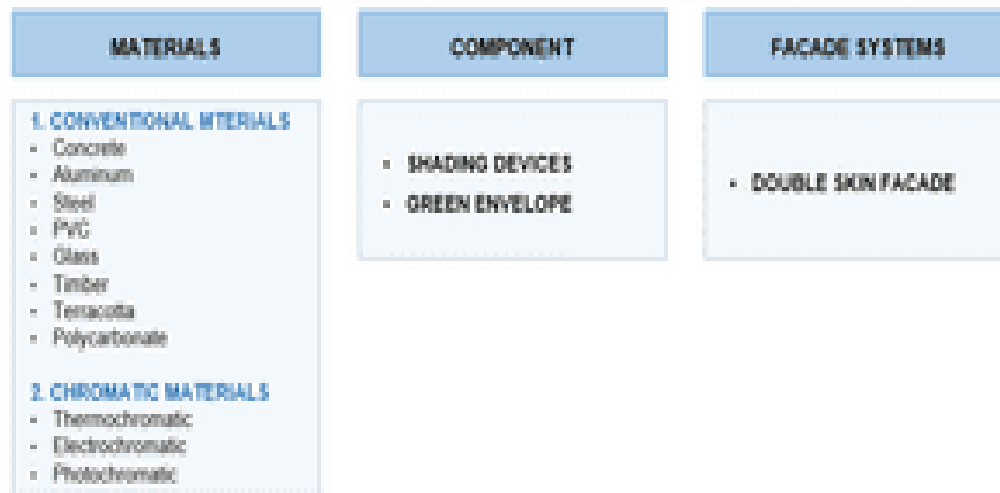 MATERIALS
1. CONVENTIONAL MTERIALS
• Concrete
• Aluminum
• Steel
• PVC
• Glass
• Timber
• Terracotta
• Polycarbonate
2. CHROMATIC MATERIALS
• Thermochromatic
• Electrochromatic
• Photochromatic
COMPONENT
• SHADING DEVICES
• GREEN ENVELOPE
FACADE SYSTEMS
• DOUBLE SKIN FACADE